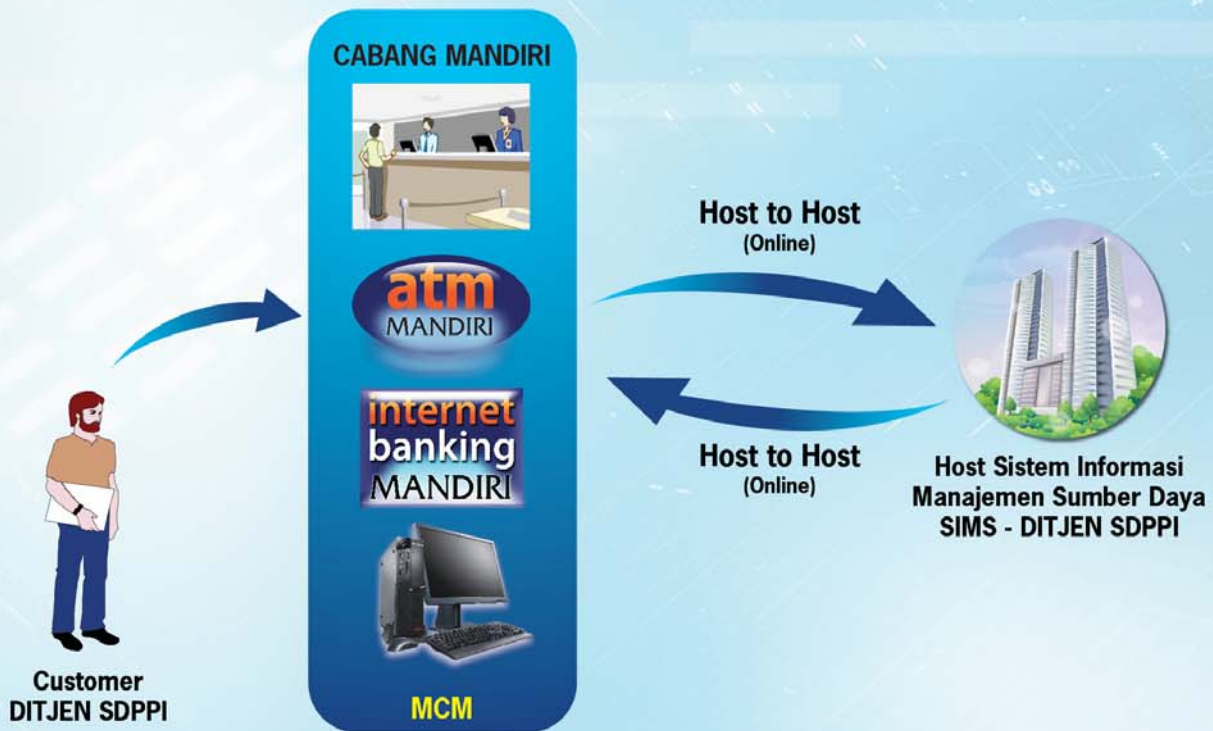 CABANG MANDIRI
atm
MANDIRI
internet
banking
MANDIRI
MCM
Customer
DITJEN SDPPI
Host to Host
(Online)
Host to Host
(Online)
Host Sistem Informasi
Manajemen Sumber Daya
SIMS - DITJEN SDPPI